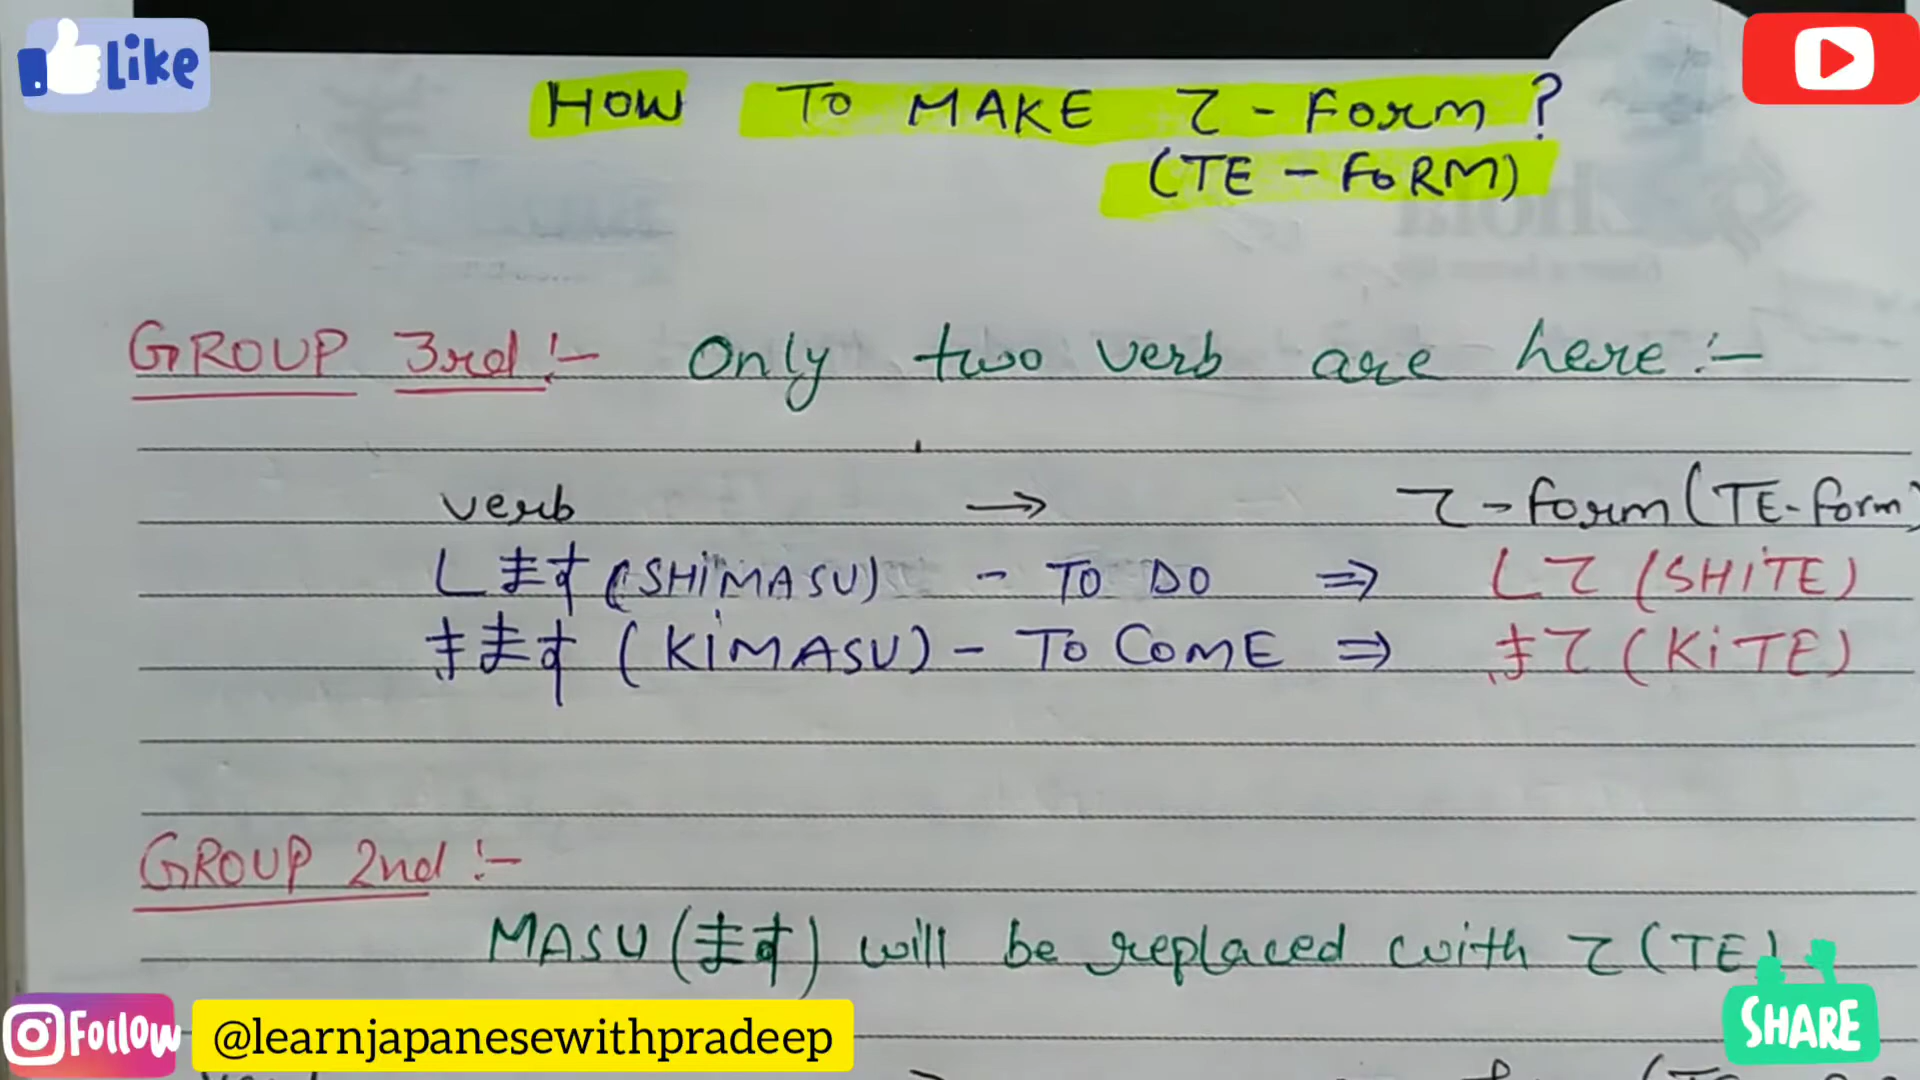 Like
HOW TO MAKE て - FORM ?
(TE - FORM)
GROUP 3rd :- Only two verb are here :-
verb → て - form (TE-form)
します (SHiMASU) - TO DO ⇒ して (SHiTE)
きます (KiMASU) - TO COME ⇒ きて (KiTE)
GROUP 2nd :-
MASU (ます) will be replaced with て (TE)
Follow @learnjapanesewithpradeep
SHARE